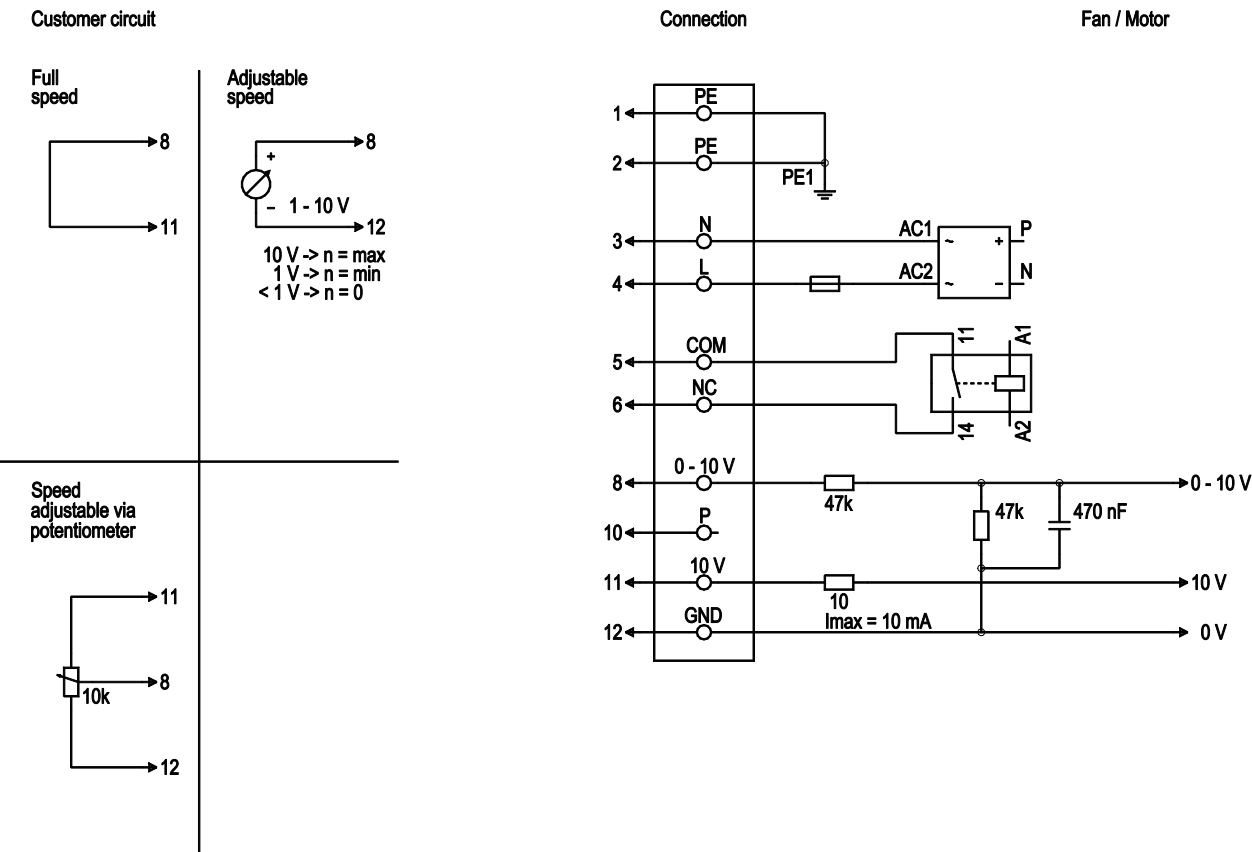 Customer circuit
Connection
Fan / Motor
Full
speed
8
11
Adjustable
speed
8
+
–
1 - 10 V
12
10 V -> n = max
1 V -> n = min
< 1 V -> n = 0
Speed
adjustable via
potentiometer
11
8
10k
12
1
PE
2
PE
PE1
3
N
AC1
~
+
P
4
L
AC2
~
–
N
5
COM
11
A1
6
NC
14
A2
8
0 - 10 V
47k
47k
470 nF
0 - 10 V
10
P
11
10 V
10
Imax = 10 mA
10 V
12
GND
0 V